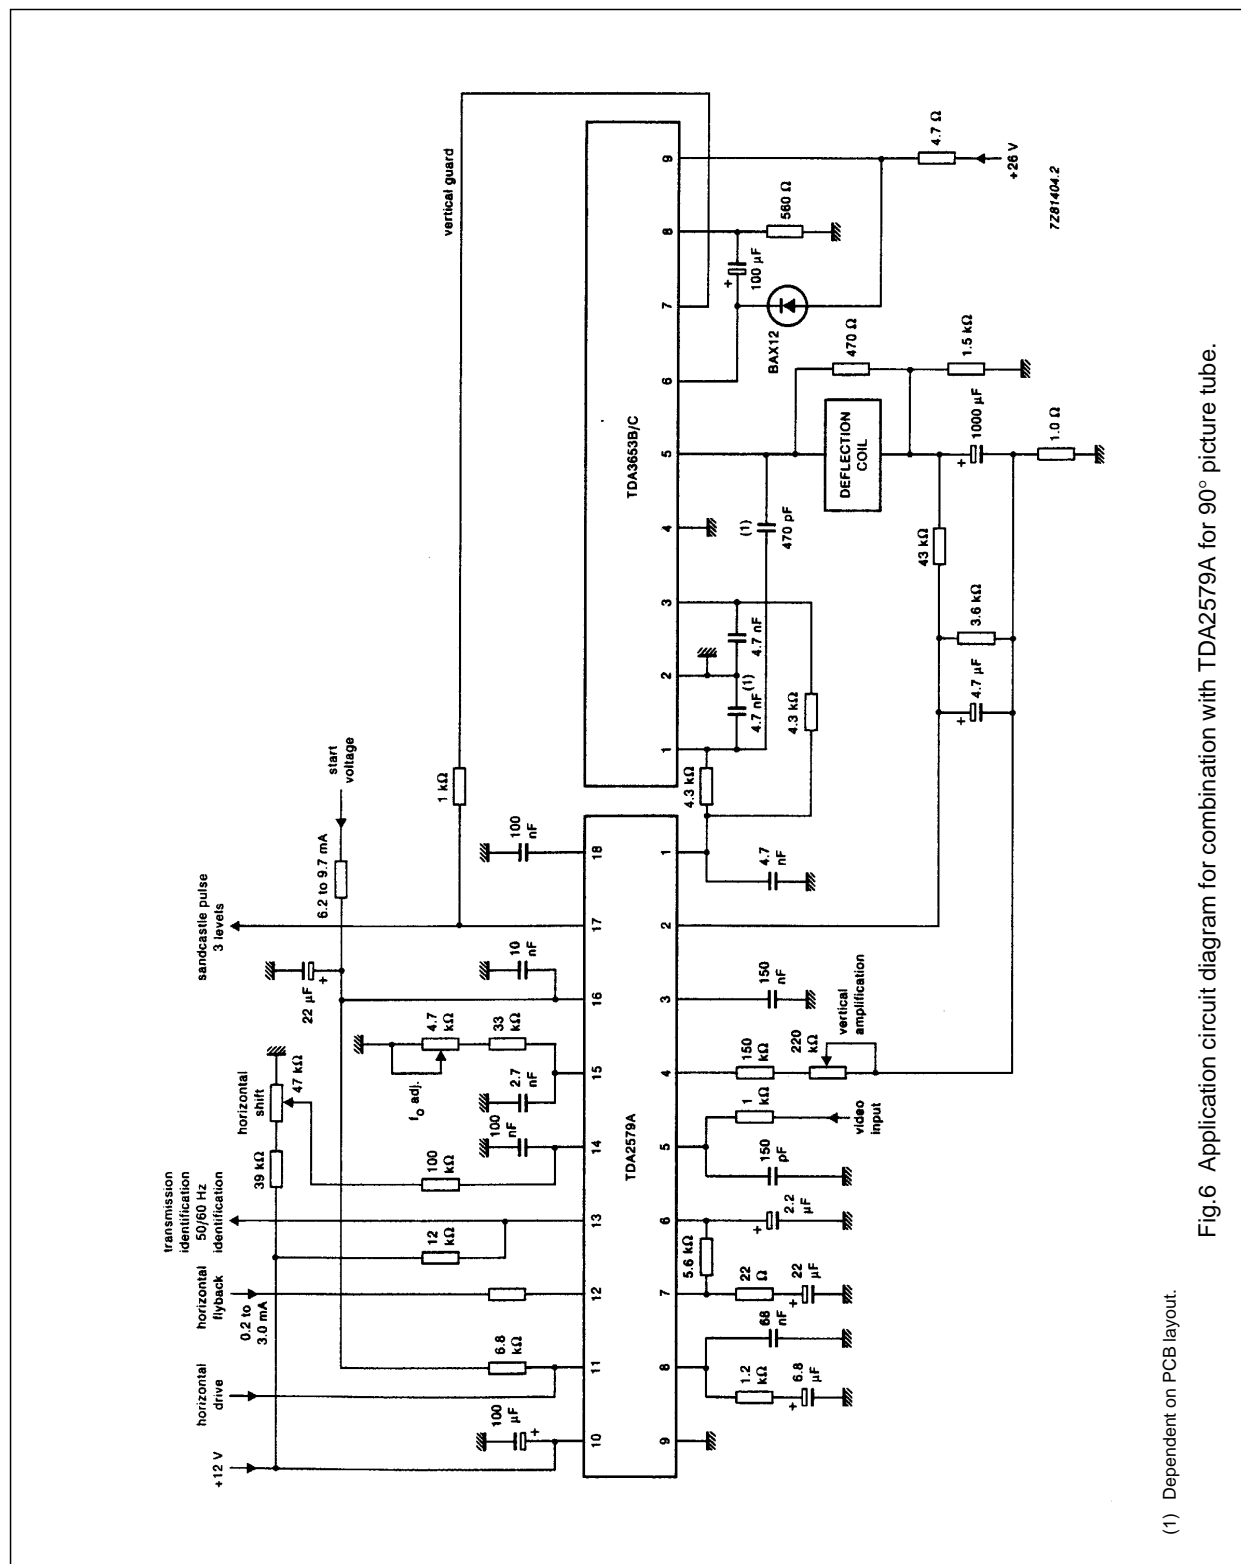 +12 V
horizontal
drive
horizontal
flyback
0.2 to
3.0 mA
transmission
identification
50/60 Hz
identification
39 kΩ
horizontal
shift
47 kΩ
22 µF
+
sandcastle pulse
3 levels
6.2 to 9.7 mA
start
voltage
vertical guard
100
µF
+
6.8
kΩ
12
kΩ
100
kΩ
100
nF
2.7
nF
fo adj.
4.7
kΩ
33
kΩ
10
nF
100
nF
1 kΩ
10
11
12
13
14
15
16
17
18
TDA2579A
9
8
7
6
5
4
3
2
1
TDA3653B/C
1
2
3
4
5
6
7
8
9
1.2
kΩ
+
6.8
µF
68
nF
22
Ω
+
22
µF
5.6 kΩ
+
2.2
µF
150
pF
1
kΩ
video
input
150
kΩ
220
kΩ
vertical
amplification
150
nF
4.7
nF
4.3 kΩ
4.7 nF
(1)
4.7 nF
4.3 kΩ
(1)
470 pF
DEFLECTION
COIL
470 Ω
BAX12
+
100 µF
560 Ω
4.7 Ω
+26 V
1.5 kΩ
+
1000 µF
1.0 Ω
43 kΩ
3.6 kΩ
+
4.7 µF
7Z81404.2
(1) Dependent on PCB layout.
Fig.6 Application circuit diagram for combination with TDA2579A for 90° picture tube.